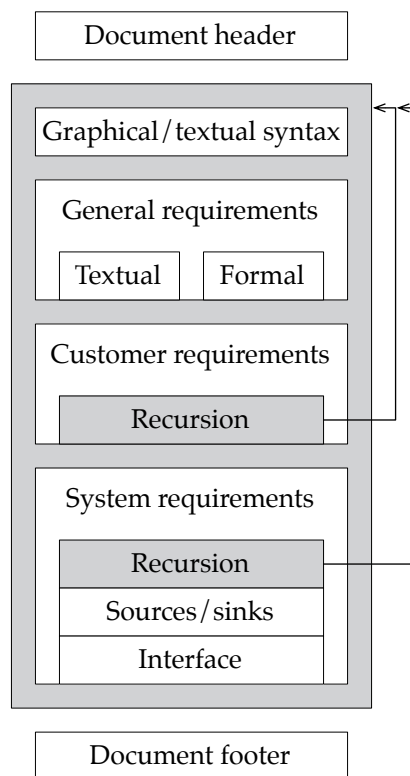 Document header
Graphical/textual syntax
General requirements
Textual Formal
Customer requirements
Recursion
System requirements
Recursion
Sources/sinks
Interface
Document footer